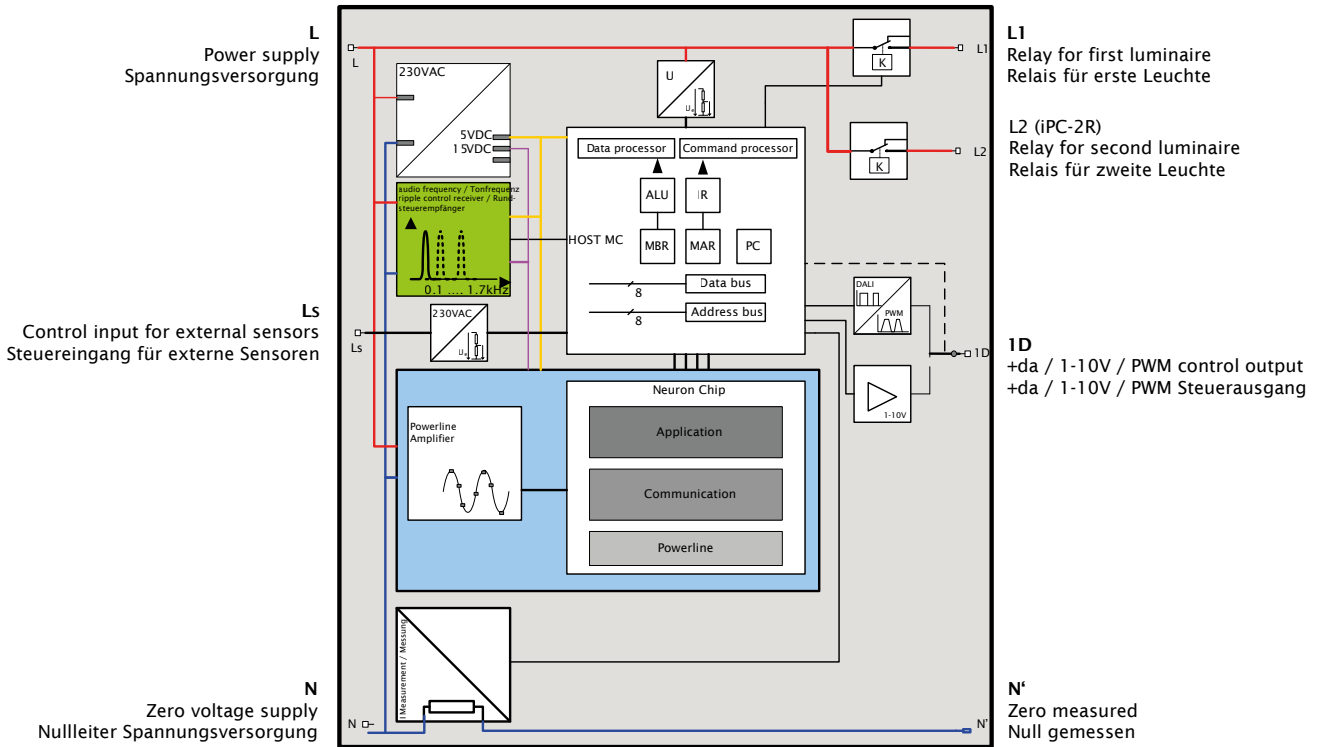 L
Power supply
Spannungsversorgung
Ls
Control input for external sensors
Steuereingang für externe Sensoren
N
Zero voltage supply
Nullleiter Spannungsversorgung
L
230VAC
5VDC
15VDC
audio frequency / Tonfrequenz
ripple control receiver / Rund-
steuerempfänger
0.1 .... 1.7kHz
Ls
230VAC
Uₑ
U
Uₑ
Data processor
Command processor
ALU
IR
HOST MC
MBR
MAR
PC
8
Data bus
8
Address bus
K
L1
K
L2
DALI
PWM
1D
1-10V
Powerline
Amplifier
Neuron Chip
Application
Communication
Powerline
I Measurement / Messung
N
N'
L1
Relay for first luminaire
Relais für erste Leuchte
L2 (iPC-2R)
Relay for second luminaire
Relais für zweite Leuchte
1D
+da / 1-10V / PWM control output
+da / 1-10V / PWM Steuerausgang
N‘
Zero measured
Null gemessen